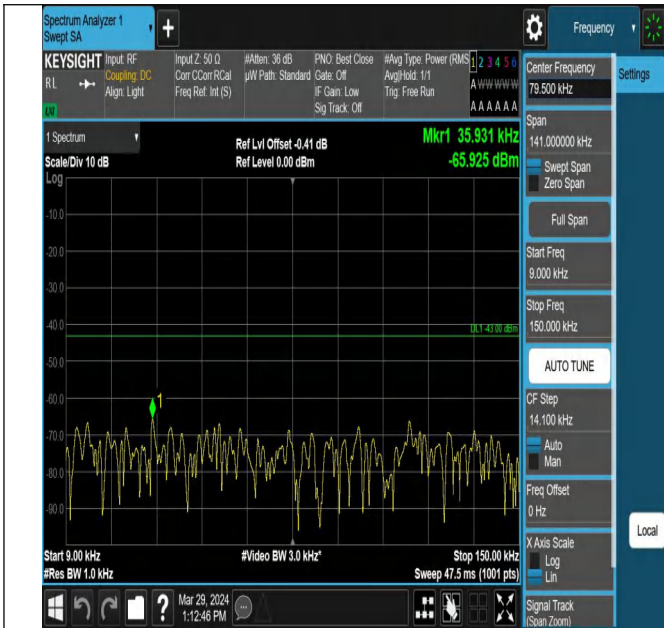 Spectrum Analyzer 1
Swept SA
+
Frequency
KEYSIGHT
RL
LXI
Input: RF
Coupling: DC
Align: Light
Input Z: 50 Ω
Corr CCorr RCal
Freq Ref: Int (S)
#Atten: 36 dB
µW Path: Standard
PNO: Best Close
Gate: Off
IF Gain: Low
Sig Track: Off
#Avg Type: Power (RMS
Avg|Hold: 1/1
Trig: Free Run
1 2 3 4 5 6
A W W W W W
A A A A A A
1 Spectrum
Scale/Div 10 dB
Log
Ref Lvl Offset -0.41 dB
Ref Level 0.00 dBm
Mkr1 35.931 kHz
-65.925 dBm
-10.0
-20.0
-30.0
-40.0
DL1 -43.00 dBm
-50.0
-60.0
1
-70.0
-80.0
-90.0
Start 9.00 kHz
#Video BW 3.0 kHz*
Stop 150.00 kHz
#Res BW 1.0 kHz
Sweep 47.5 ms (1001 pts)
?
Mar 29, 2024
1:12:46 PM
Center Frequency
79.500 kHz
Settings
Span
141.000000 kHz
Swept Span
Zero Span
Full Span
Start Freq
9.000 kHz
Stop Freq
150.000 kHz
AUTO TUNE
CF Step
14.100 kHz
Auto
Man
Freq Offset
0 Hz
Local
X Axis Scale
Log
Lin
Signal Track
(Span Zoom)